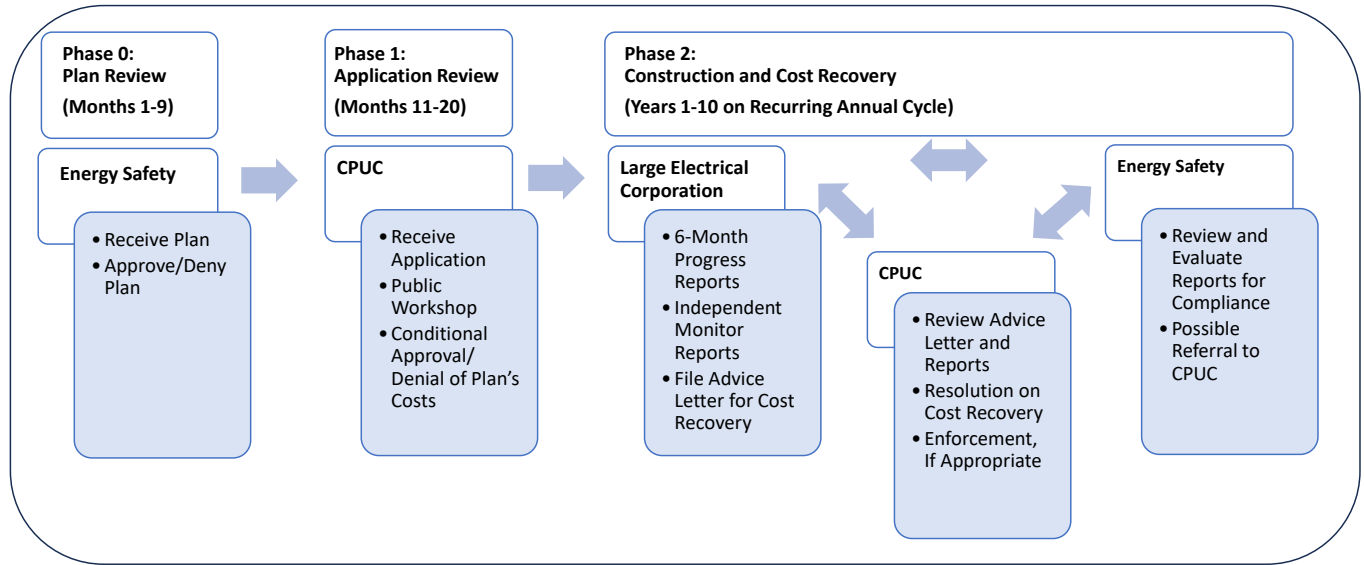 Phase 0:
Plan Review
(Months 1-9)
Energy Safety
• Receive Plan
• Approve/Deny
Plan
Phase 1:
Application Review
(Months 11-20)
CPUC
• Receive
Application
• Public
Workshop
• Conditional
Approval/
Denial of Plan's
Costs
Phase 2:
Construction and Cost Recovery
(Years 1-10 on Recurring Annual Cycle)
Large Electrical
Corporation
• 6-Month
Progress
Reports
• Independent
Monitor
Reports
• File Advice
Letter for Cost
Recovery
CPUC
• Review Advice
Letter and
Reports
• Resolution on
Cost Recovery
• Enforcement,
If Appropriate
Energy Safety
• Review and
Evaluate
Reports for
Compliance
• Possible
Referral to
CPUC